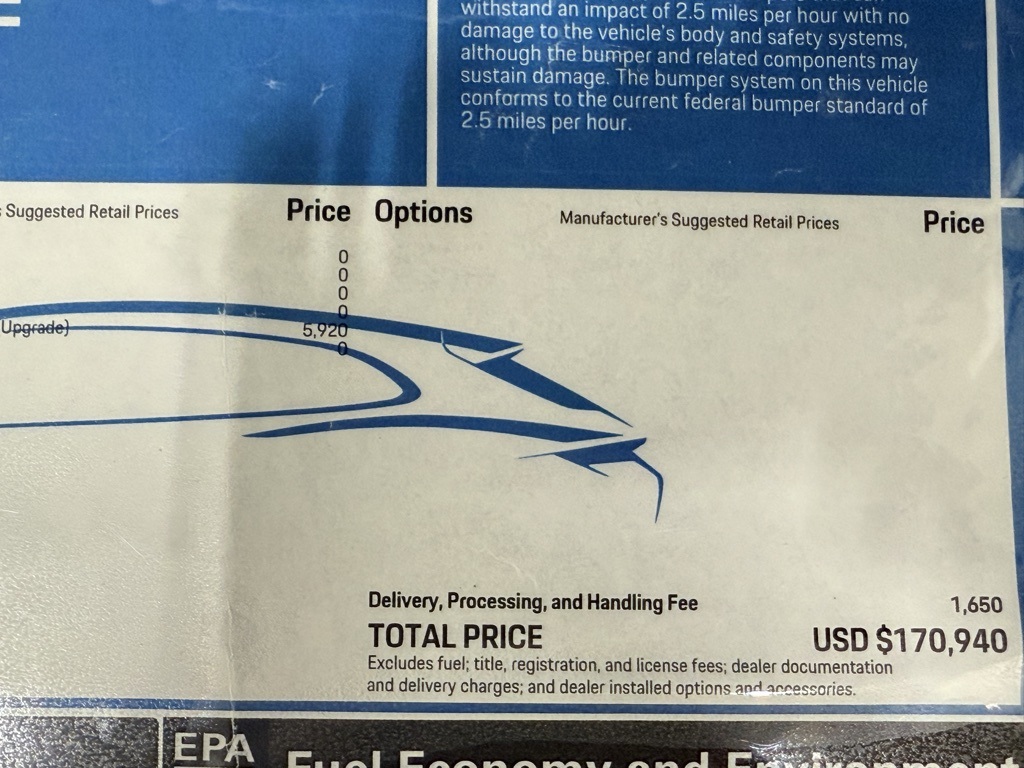 withstand an impact of 2.5 miles per hour with no
damage to the vehicle's body and safety systems,
although the bumper and related components may
sustain damage. The bumper system on this vehicle
conforms to the current federal bumper standard of
2.5 miles per hour.
Suggested Retail Prices Price
0
0
0
0
Upgrade) 5,920
0
Options Manufacturer's Suggested Retail Prices Price
Delivery, Processing, and Handling Fee 1,650
TOTAL PRICE USD $170,940
Excludes fuel; title, registration, and license fees; dealer documentation
and delivery charges; and dealer installed options and accessories.
EPA
Fuel Economy and Environment